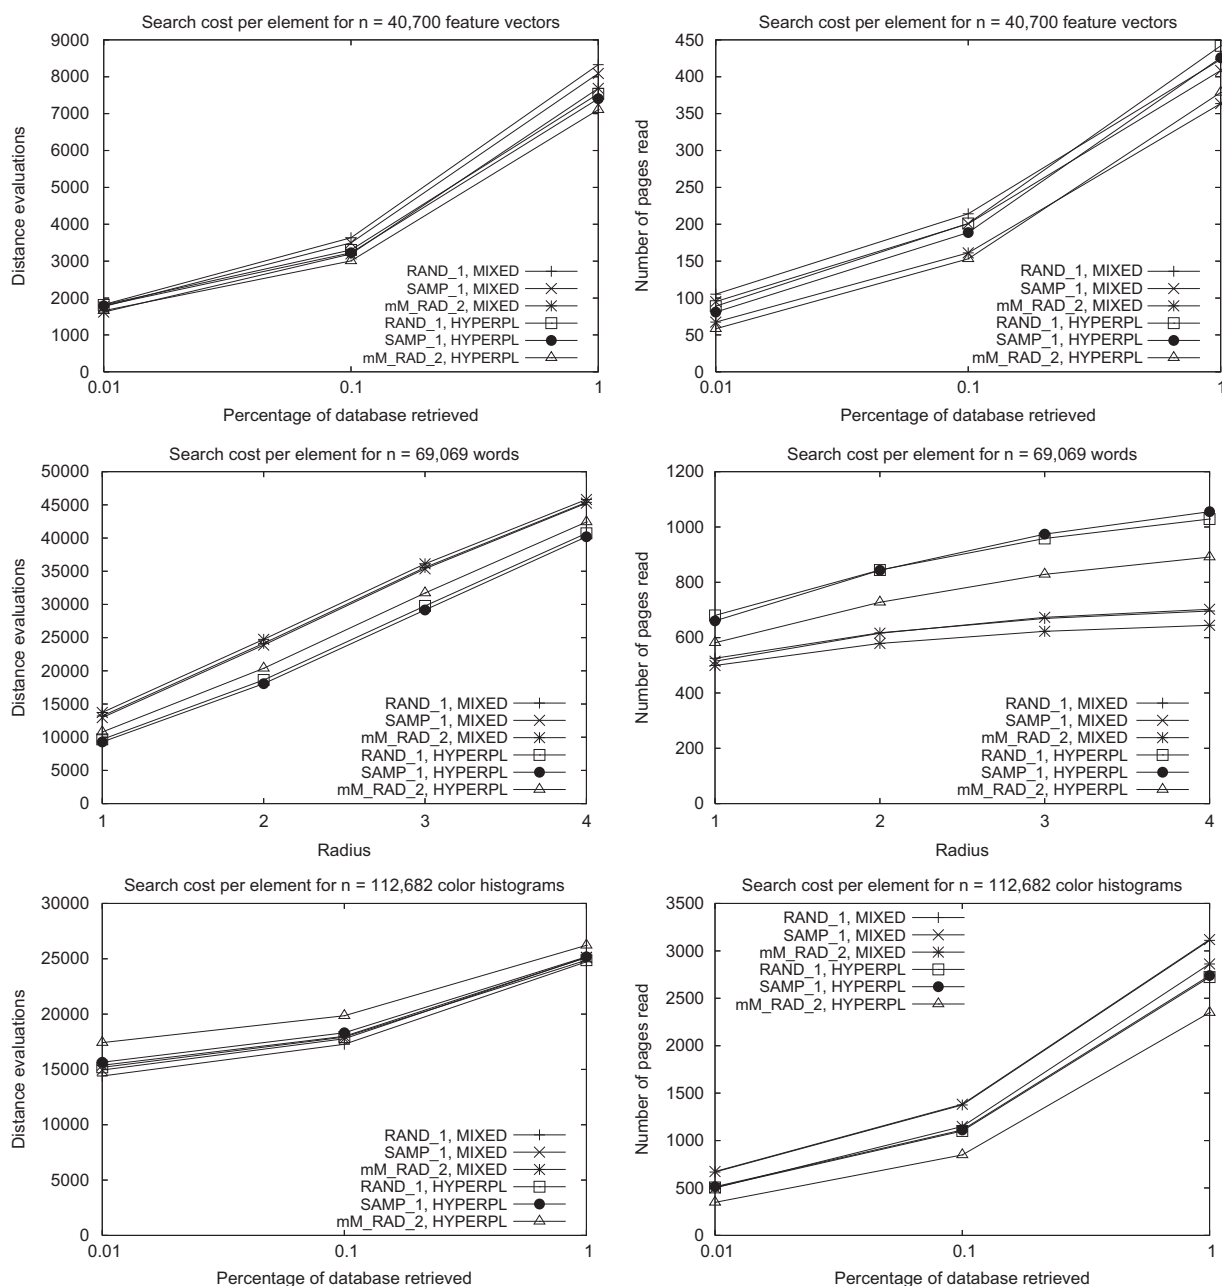 Search cost per element for n = 40,700 feature vectors
Distance evaluations
9000
8000
7000
6000
5000
4000
3000
2000
1000
0
RAND_1, MIXED
SAMP_1, MIXED
mM_RAD_2, MIXED
RAND_1, HYPERPL
SAMP_1, HYPERPL
mM_RAD_2, HYPERPL
0.01 0.1 1
Percentage of database retrieved
Search cost per element for n = 40,700 feature vectors
Number of pages read
450
400
350
300
250
200
150
100
50
0
RAND_1, MIXED
SAMP_1, MIXED
mM_RAD_2, MIXED
RAND_1, HYPERPL
SAMP_1, HYPERPL
mM_RAD_2, HYPERPL
0.01 0.1 1
Percentage of database retrieved
Search cost per element for n = 69,069 words
Distance evaluations
50000
45000
40000
35000
30000
25000
20000
15000
10000
5000
0
RAND_1, MIXED
SAMP_1, MIXED
mM_RAD_2, MIXED
RAND_1, HYPERPL
SAMP_1, HYPERPL
mM_RAD_2, HYPERPL
1 2 3 4
Radius
Search cost per element for n = 69,069 words
Number of pages read
1200
1000
800
600
400
200
0
RAND_1, MIXED
SAMP_1, MIXED
mM_RAD_2, MIXED
RAND_1, HYPERPL
SAMP_1, HYPERPL
mM_RAD_2, HYPERPL
1 2 3 4
Radius
Search cost per element for n = 112,682 color histograms
Distance evaluations
30000
25000
20000
15000
10000
5000
0
RAND_1, MIXED
SAMP_1, MIXED
mM_RAD_2, MIXED
RAND_1, HYPERPL
SAMP_1, HYPERPL
mM_RAD_2, HYPERPL
0.01 0.1 1
Percentage of database retrieved
Search cost per element for n = 112,682 color histograms
Number of pages read
3500
3000
2500
2000
1500
1000
500
0
RAND_1, MIXED
SAMP_1, MIXED
mM_RAD_2, MIXED
RAND_1, HYPERPL
SAMP_1, HYPERPL
mM_RAD_2, HYPERPL
0.01 0.1 1
Percentage of database retrieved